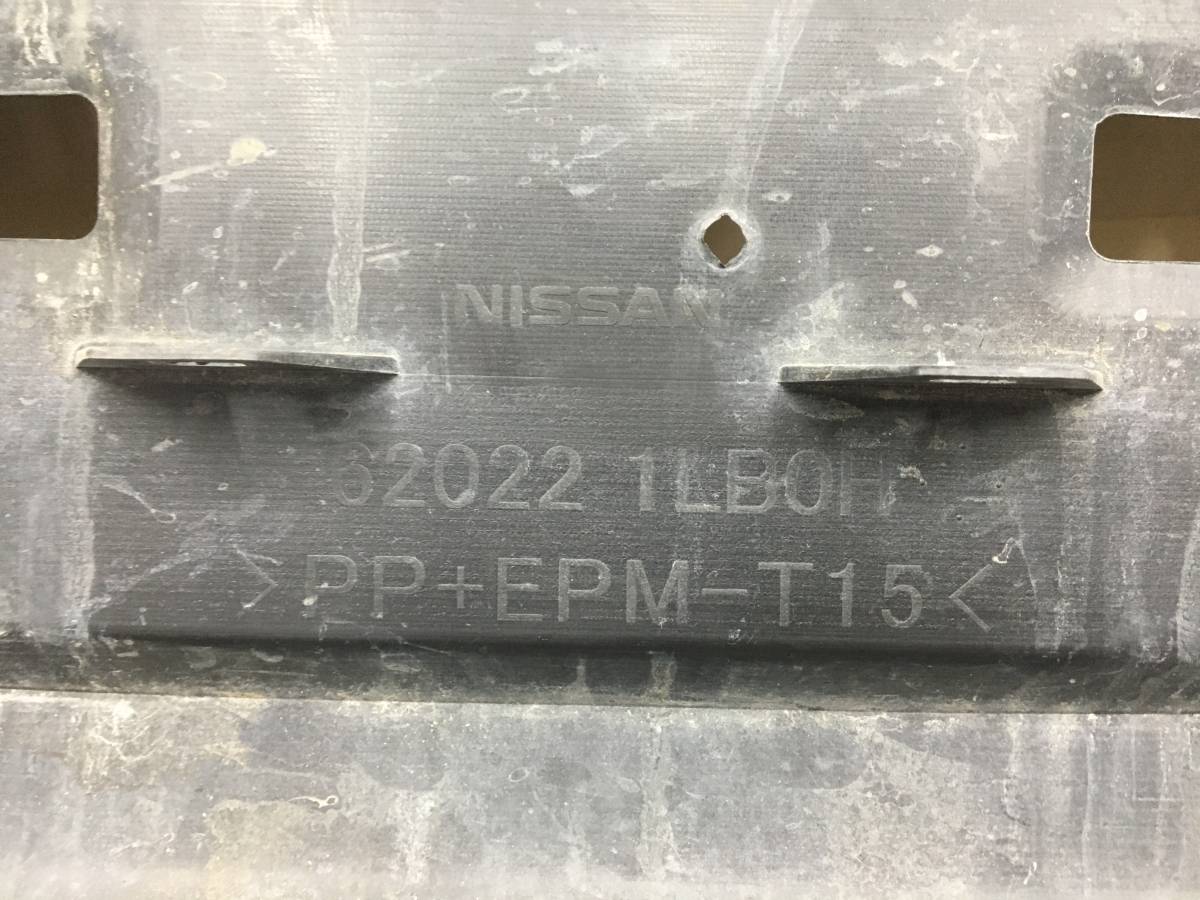 NISSAN
62022 1LB0H
>PP+EPM-T15<